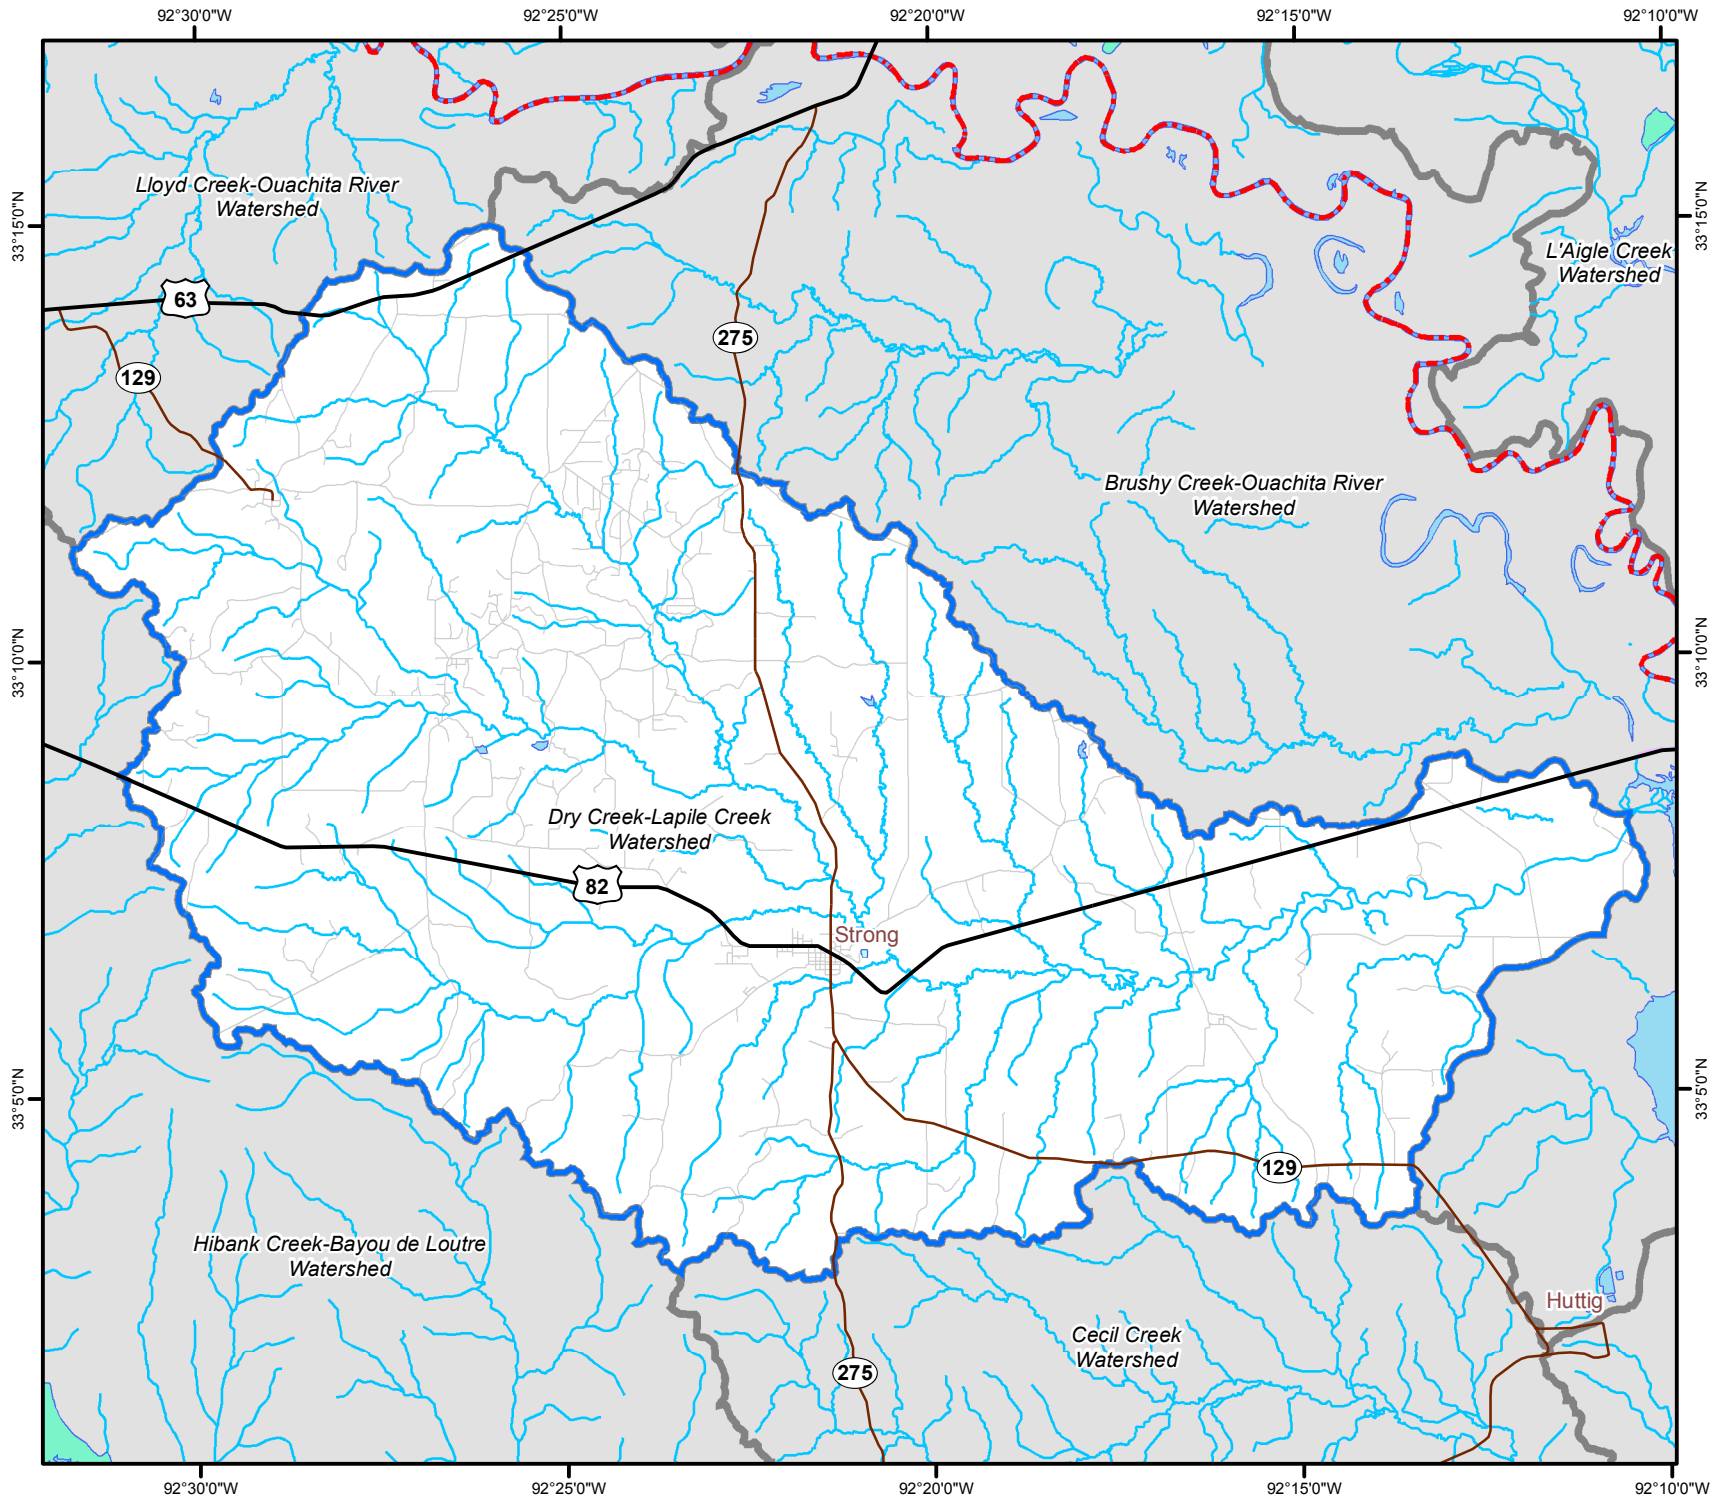 92°30'0"W
92°25'0"W
92°20'0"W
92°15'0"W
92°10'0"W
Lloyd Creek-Ouachita River
Watershed
33°15'0"N
33°15'0"N
L'Aigle Creek
Watershed
63
275
129
Brushy Creek-Ouachita River
Watershed
33°10'0"N
33°10'0"N
Dry Creek-Lapile Creek
Watershed
82
Strong
33°5'0"N
33°5'0"N
129
Hibank Creek-Bayou de Loutre
Watershed
Huttig
Cecil Creek
Watershed
275
92°30'0"W
92°25'0"W
92°20'0"W
92°15'0"W
92°10'0"W